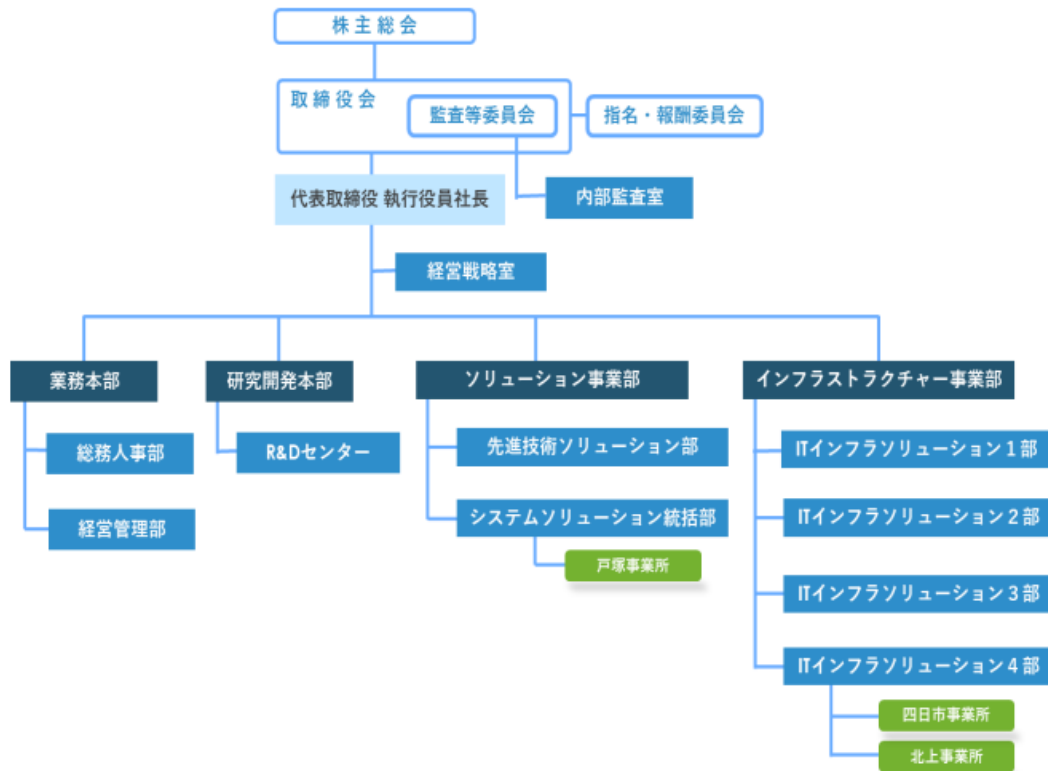 株主総会
取締役会
監査等委員会
指名・報酬委員会
代表取締役 執行役員社長
内部監査室
経営戦略室
業務本部
研究開発本部
ソリューション事業部
インフラストラクチャー事業部
総務人事部
R&Dセンター
先進技術ソリューション部
ITインフラソリューション1部
経営管理部
システムソリューション統括部
ITインフラソリューション2部
戸塚事業所
ITインフラソリューション3部
ITインフラソリューション4部
四日市事業所
北上事業所